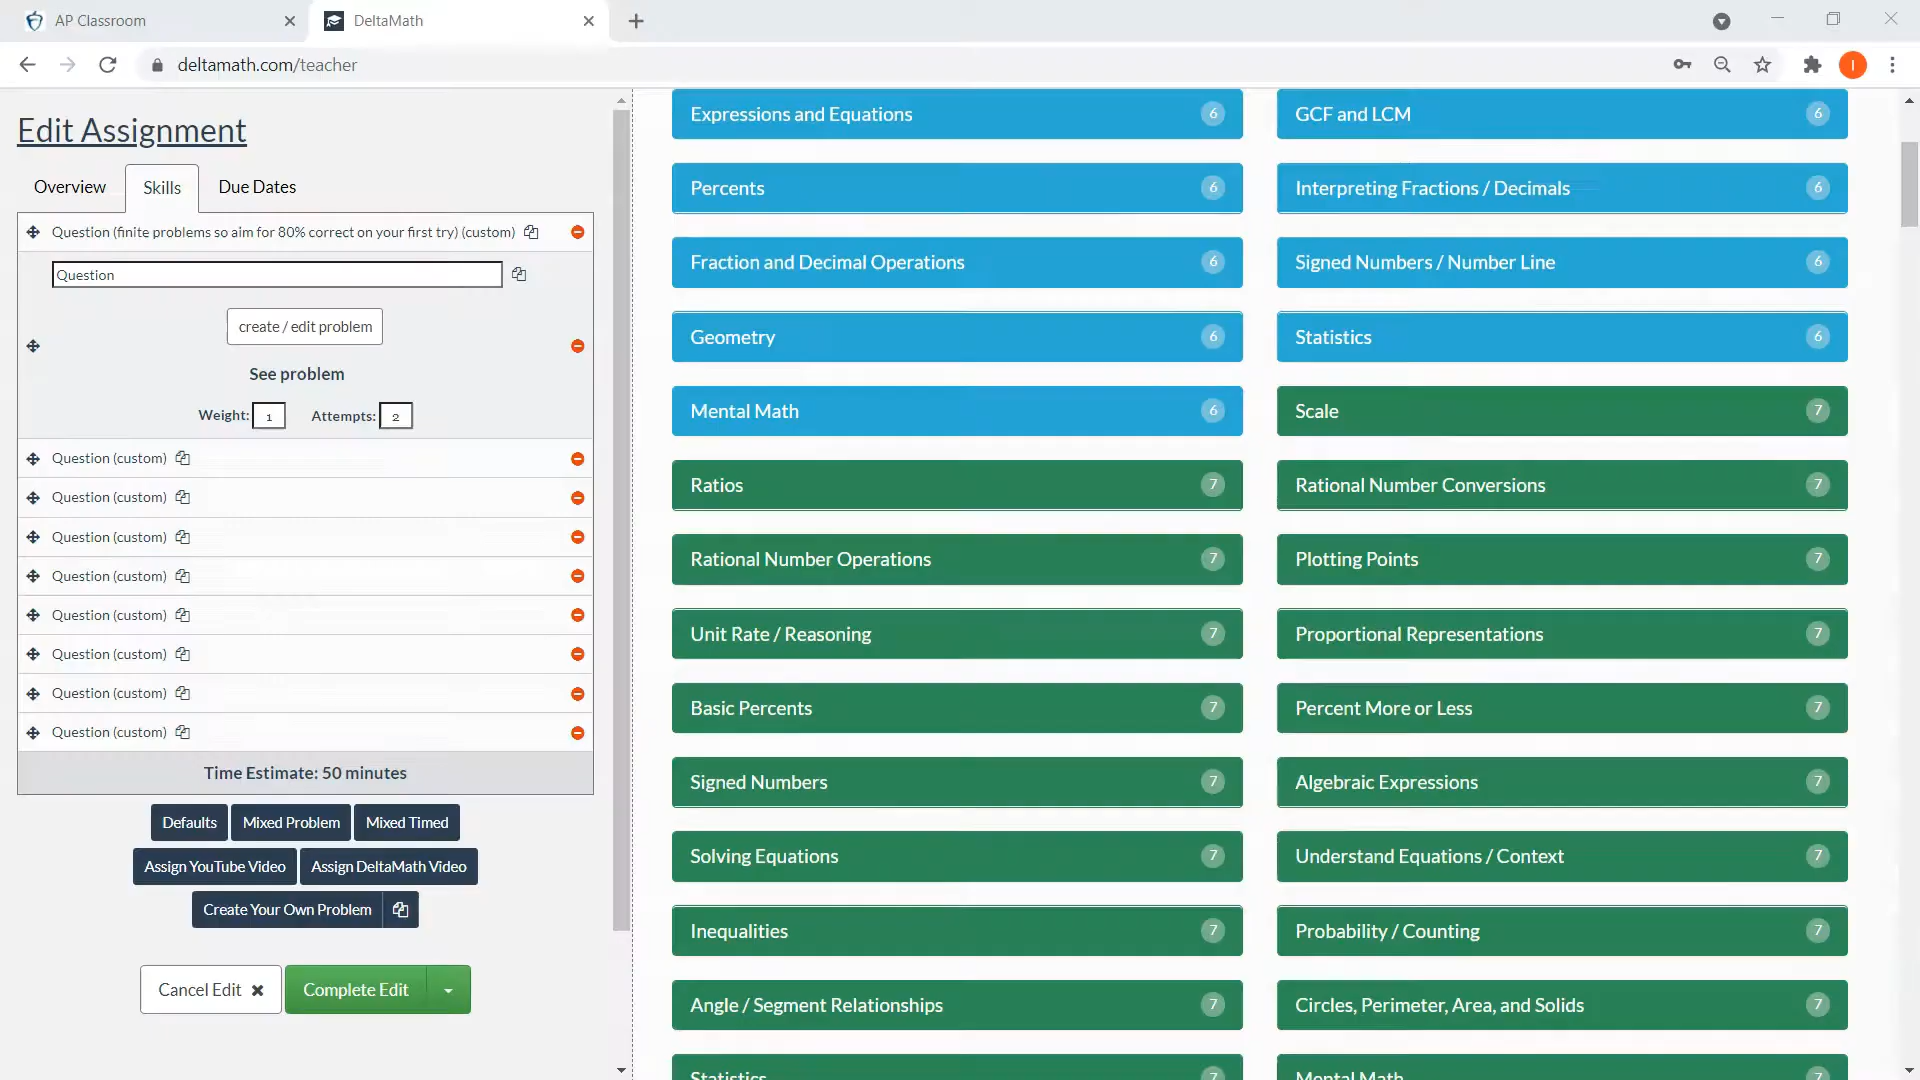 AP Classroom
DeltaMath
deltamath.com/teacher
I
Edit Assignment
Overview
Skills
Due Dates
Question (finite problems so aim for 80% correct on your first try) (custom)
Question
create / edit problem
See problem
Weight: 1 Attempts: 2
Question (custom)
Question (custom)
Question (custom)
Question (custom)
Question (custom)
Question (custom)
Question (custom)
Question (custom)
Time Estimate: 50 minutes
Defaults
Mixed Problem
Mixed Timed
Assign YouTube Video
Assign DeltaMath Video
Create Your Own Problem
Cancel Edit
Complete Edit
Expressions and Equations 6
GCF and LCM 6
Percents 6
Interpreting Fractions / Decimals 6
Fraction and Decimal Operations 6
Signed Numbers / Number Line 6
Geometry 6
Statistics 6
Mental Math 6
Scale 7
Ratios 7
Rational Number Conversions 7
Rational Number Operations 7
Plotting Points 7
Unit Rate / Reasoning 7
Proportional Representations 7
Basic Percents 7
Percent More or Less 7
Signed Numbers 7
Algebraic Expressions 7
Solving Equations 7
Understand Equations / Context 7
Inequalities 7
Probability / Counting 7
Angle / Segment Relationships 7
Circles, Perimeter, Area, and Solids 7
Statistics 7
Mental Math 7